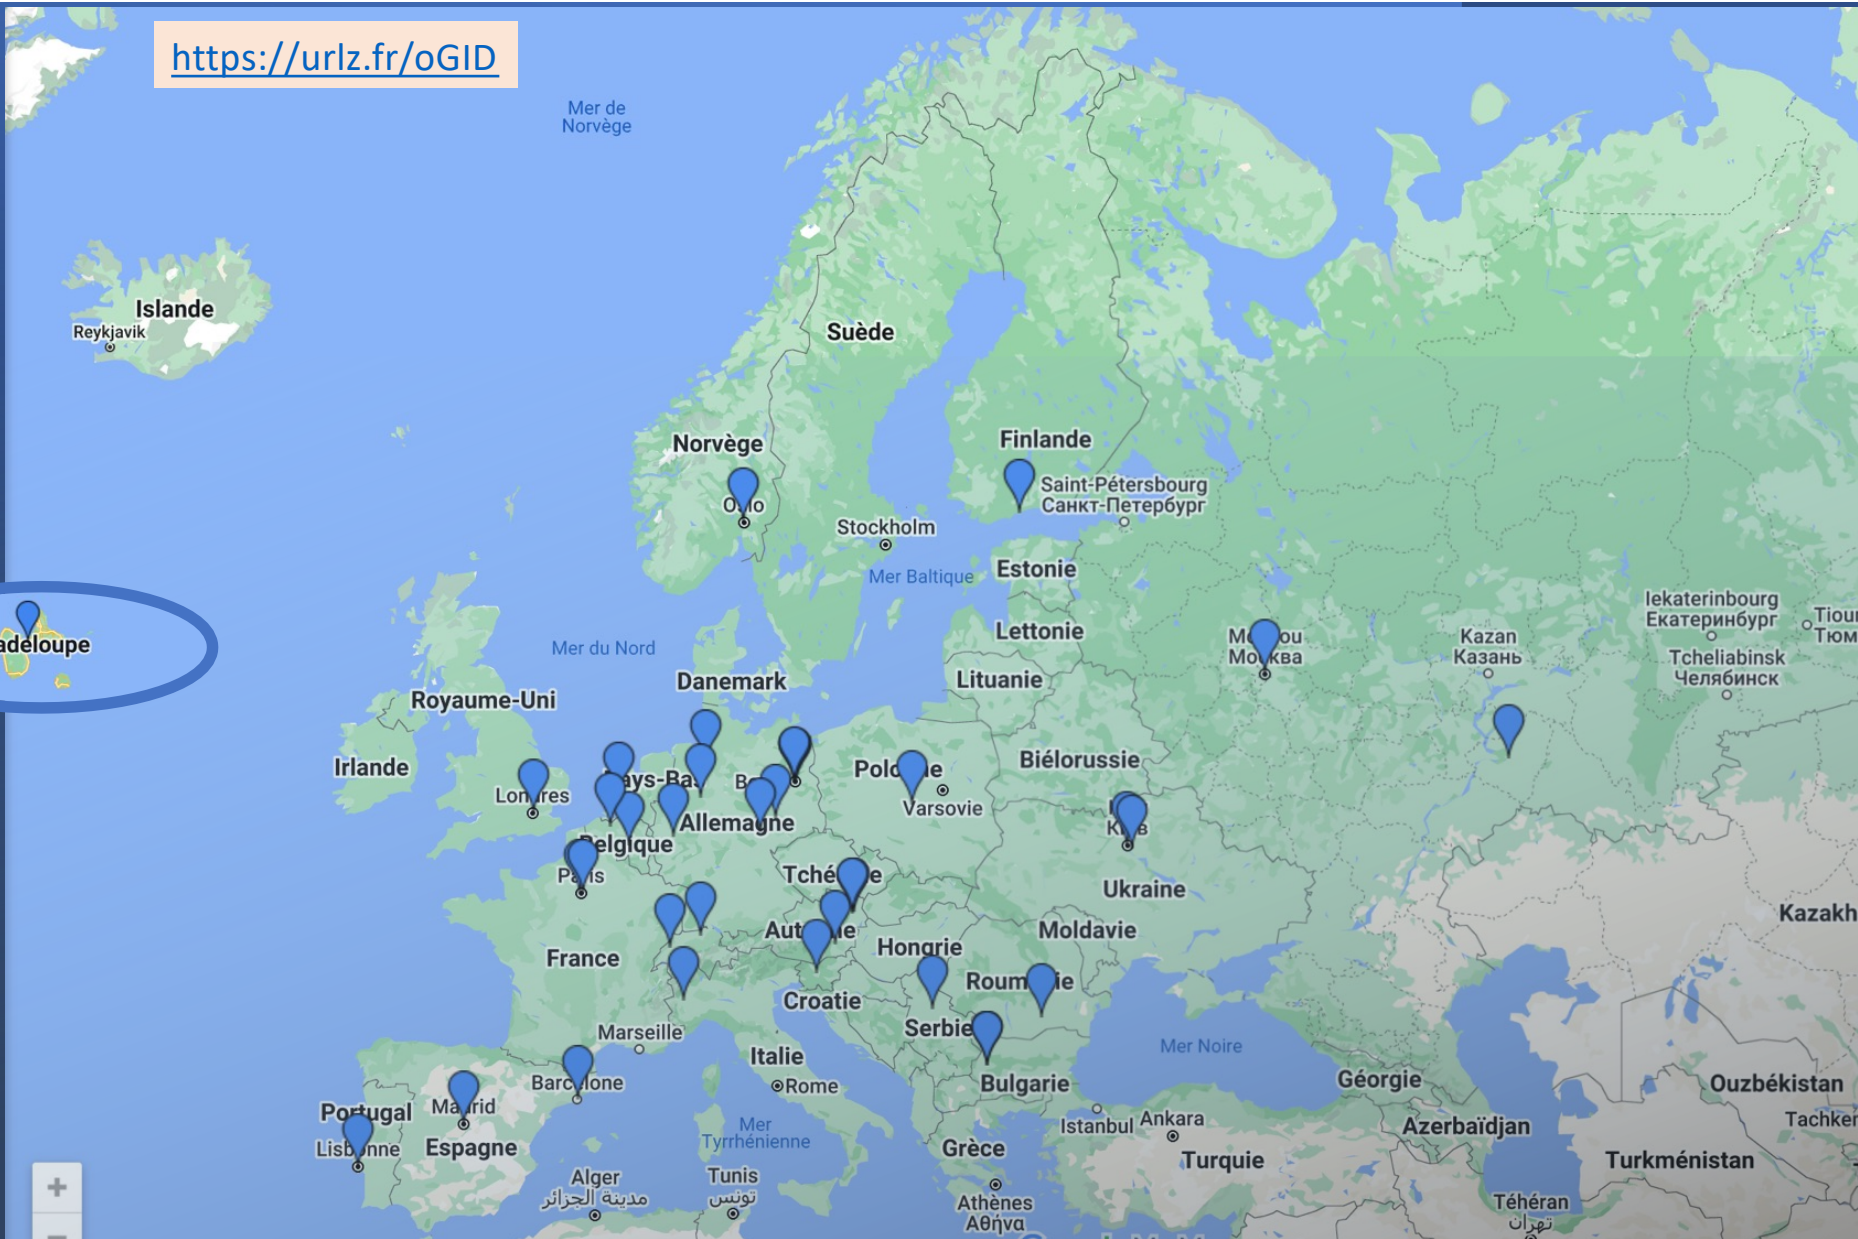 https://urlz.fr/oGID
Mer de
Norvège
Islande
Reykjavik
Suède
Norvège
Finlande
Saint-Pétersbourg
Санкт-Петербург
Stockholm
Mer Baltique
Estonie
Iekaterinbourg
Екатеринбург
Lettonie
Kazan
Казань
Mer du Nord
Москва
Tcheliabinsk
Челябинск
Danemark
Lituanie
Royaume-Uni
Irlande
Biélorussie
Varsovie
Allemagne
Belgique
Ukraine
Moldavie
Hongrie
France
Croatie
Serbie
Marseille
Italie
Rome
Mer Noire
Bulgarie
Géorgie
Ouzbékistan
Portugal
Istanbul
Ankara
Azerbaïdjan
Mer
Tyrrhénienne
Espagne
Grèce
Turquie
Turkménistan
Alger
مدينة الجزائر
Tunis
تونس
Athènes
Αθήνα
Téhéran
تهران
+